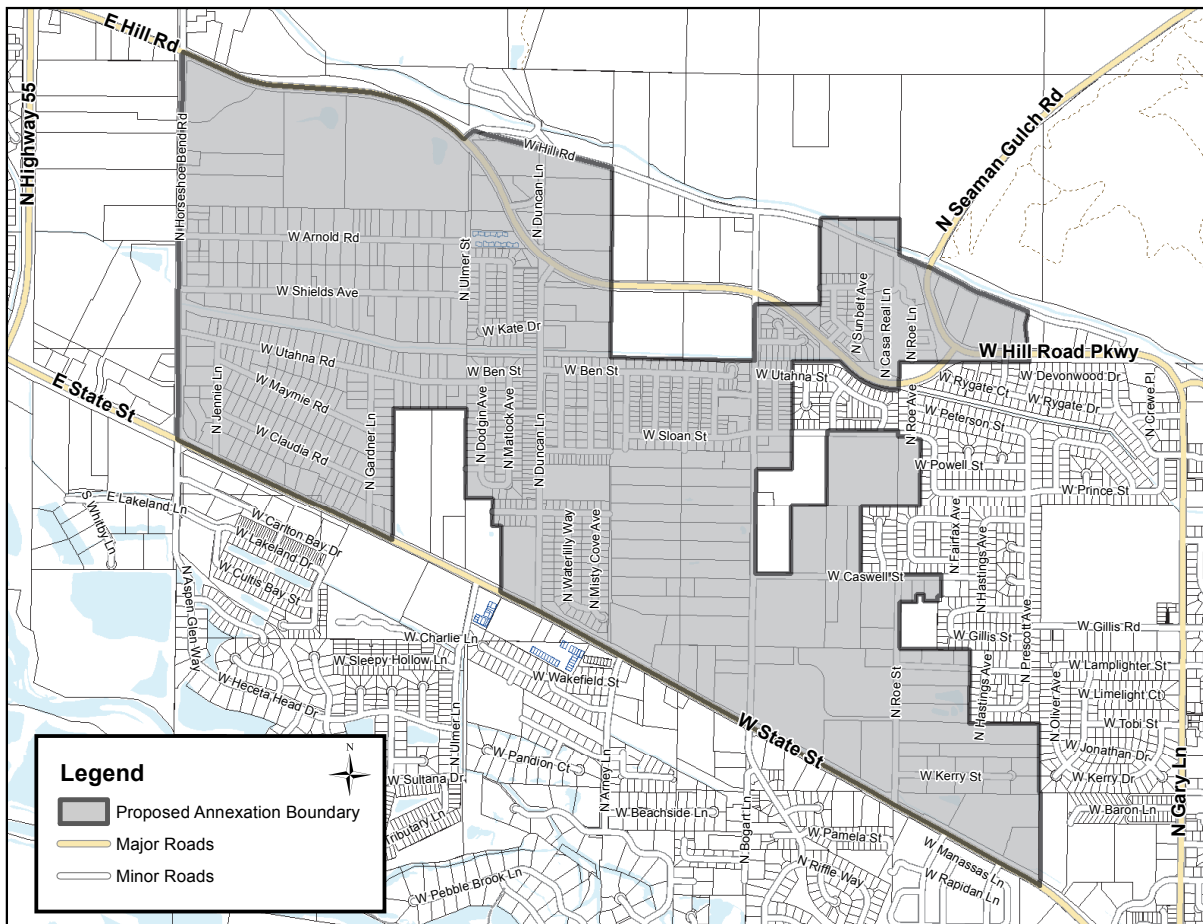 E Hill Rd
N Highway 55
N Horseshoe Bend Rd
W Hill Rd
N Duncan Ln
N Seaman Gulch Rd
W Arnold Rd
N Ulmer St
W Shields Ave
W Kate Dr
N Sunbelt Ave
N Casa Real Ln
N Roe Ln
W Hill Road Pkwy
W Utahna Rd
W Ben St
W Ben St
W Utahna St
W Devonwood Dr
W Rygate Ct
W Rygate Dr
N Crewe Pl
E State St
N Jennie Ln
W Maymie Rd
W Claudia Rd
N Gardner Ln
N Dodgin Ave
N Matlock Ave
N Duncan Ln
W Sloan St
N Roe Ave
W Peterson St
W Powell St
W Prince St
E Lakeland Ln
S Whitby Ln
W Carlton Bay Dr
W Lakeland Dr
W Cultis Bay St
N Aspen Glen Way
N Waterlilly Way
N Misty Cove Ave
N Fairfax Ave
N Hastings Ave
W Caswell St
W Gillis St
W Gillis Rd
N Prescott Ave
W Charlie Ln
W Sleepy Hollow Ln
W Wakefield St
W Heceta Head Dr
N Ulmer Ln
W State St
N Roe St
N Hastings Ave
N Oliver Ave
W Lamplighter St
W Limelight Ct
W Tobi St
W Jonathan Dr
W Kerry Dr
W Kerry St
W Pandion Ct
N Arney Ln
W Sultana Dr
Tributary Ln
W Beachside Ln
N Bogart Ln
W Pamela St
N Riffle Way
W Manassas Ln
W Rapidan Ln
W Baron Ln
N Gary Ln
W Pebble Brook Ln
Legend
N
Proposed Annexation Boundary
Major Roads
Minor Roads